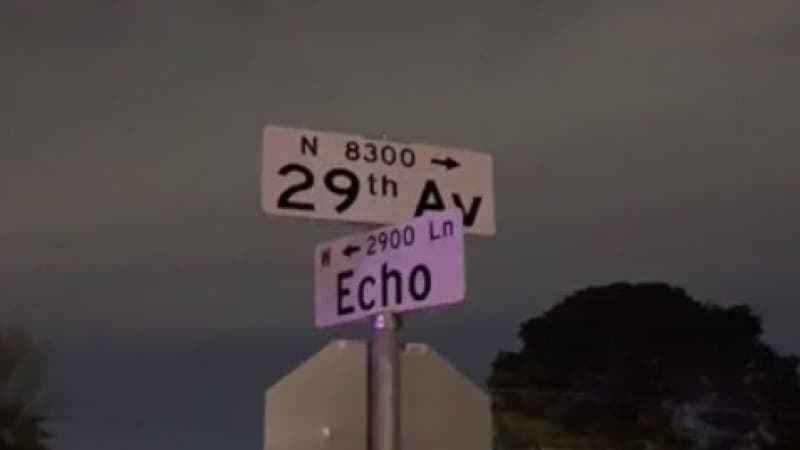 N 8300 →
29th Av
W ← 2900 Ln
Echo